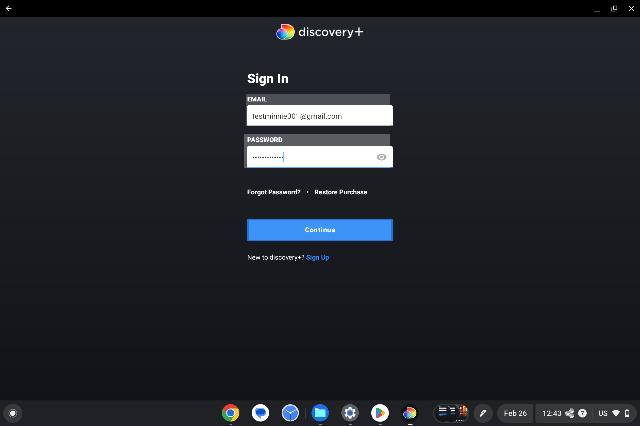 discovery+
Sign In
EMAIL
testminnie001@gmail.com
PASSWORD
Forgot Password? • Restore Purchase
Continue
New to discovery+? Sign Up
Feb 26 12:43 US